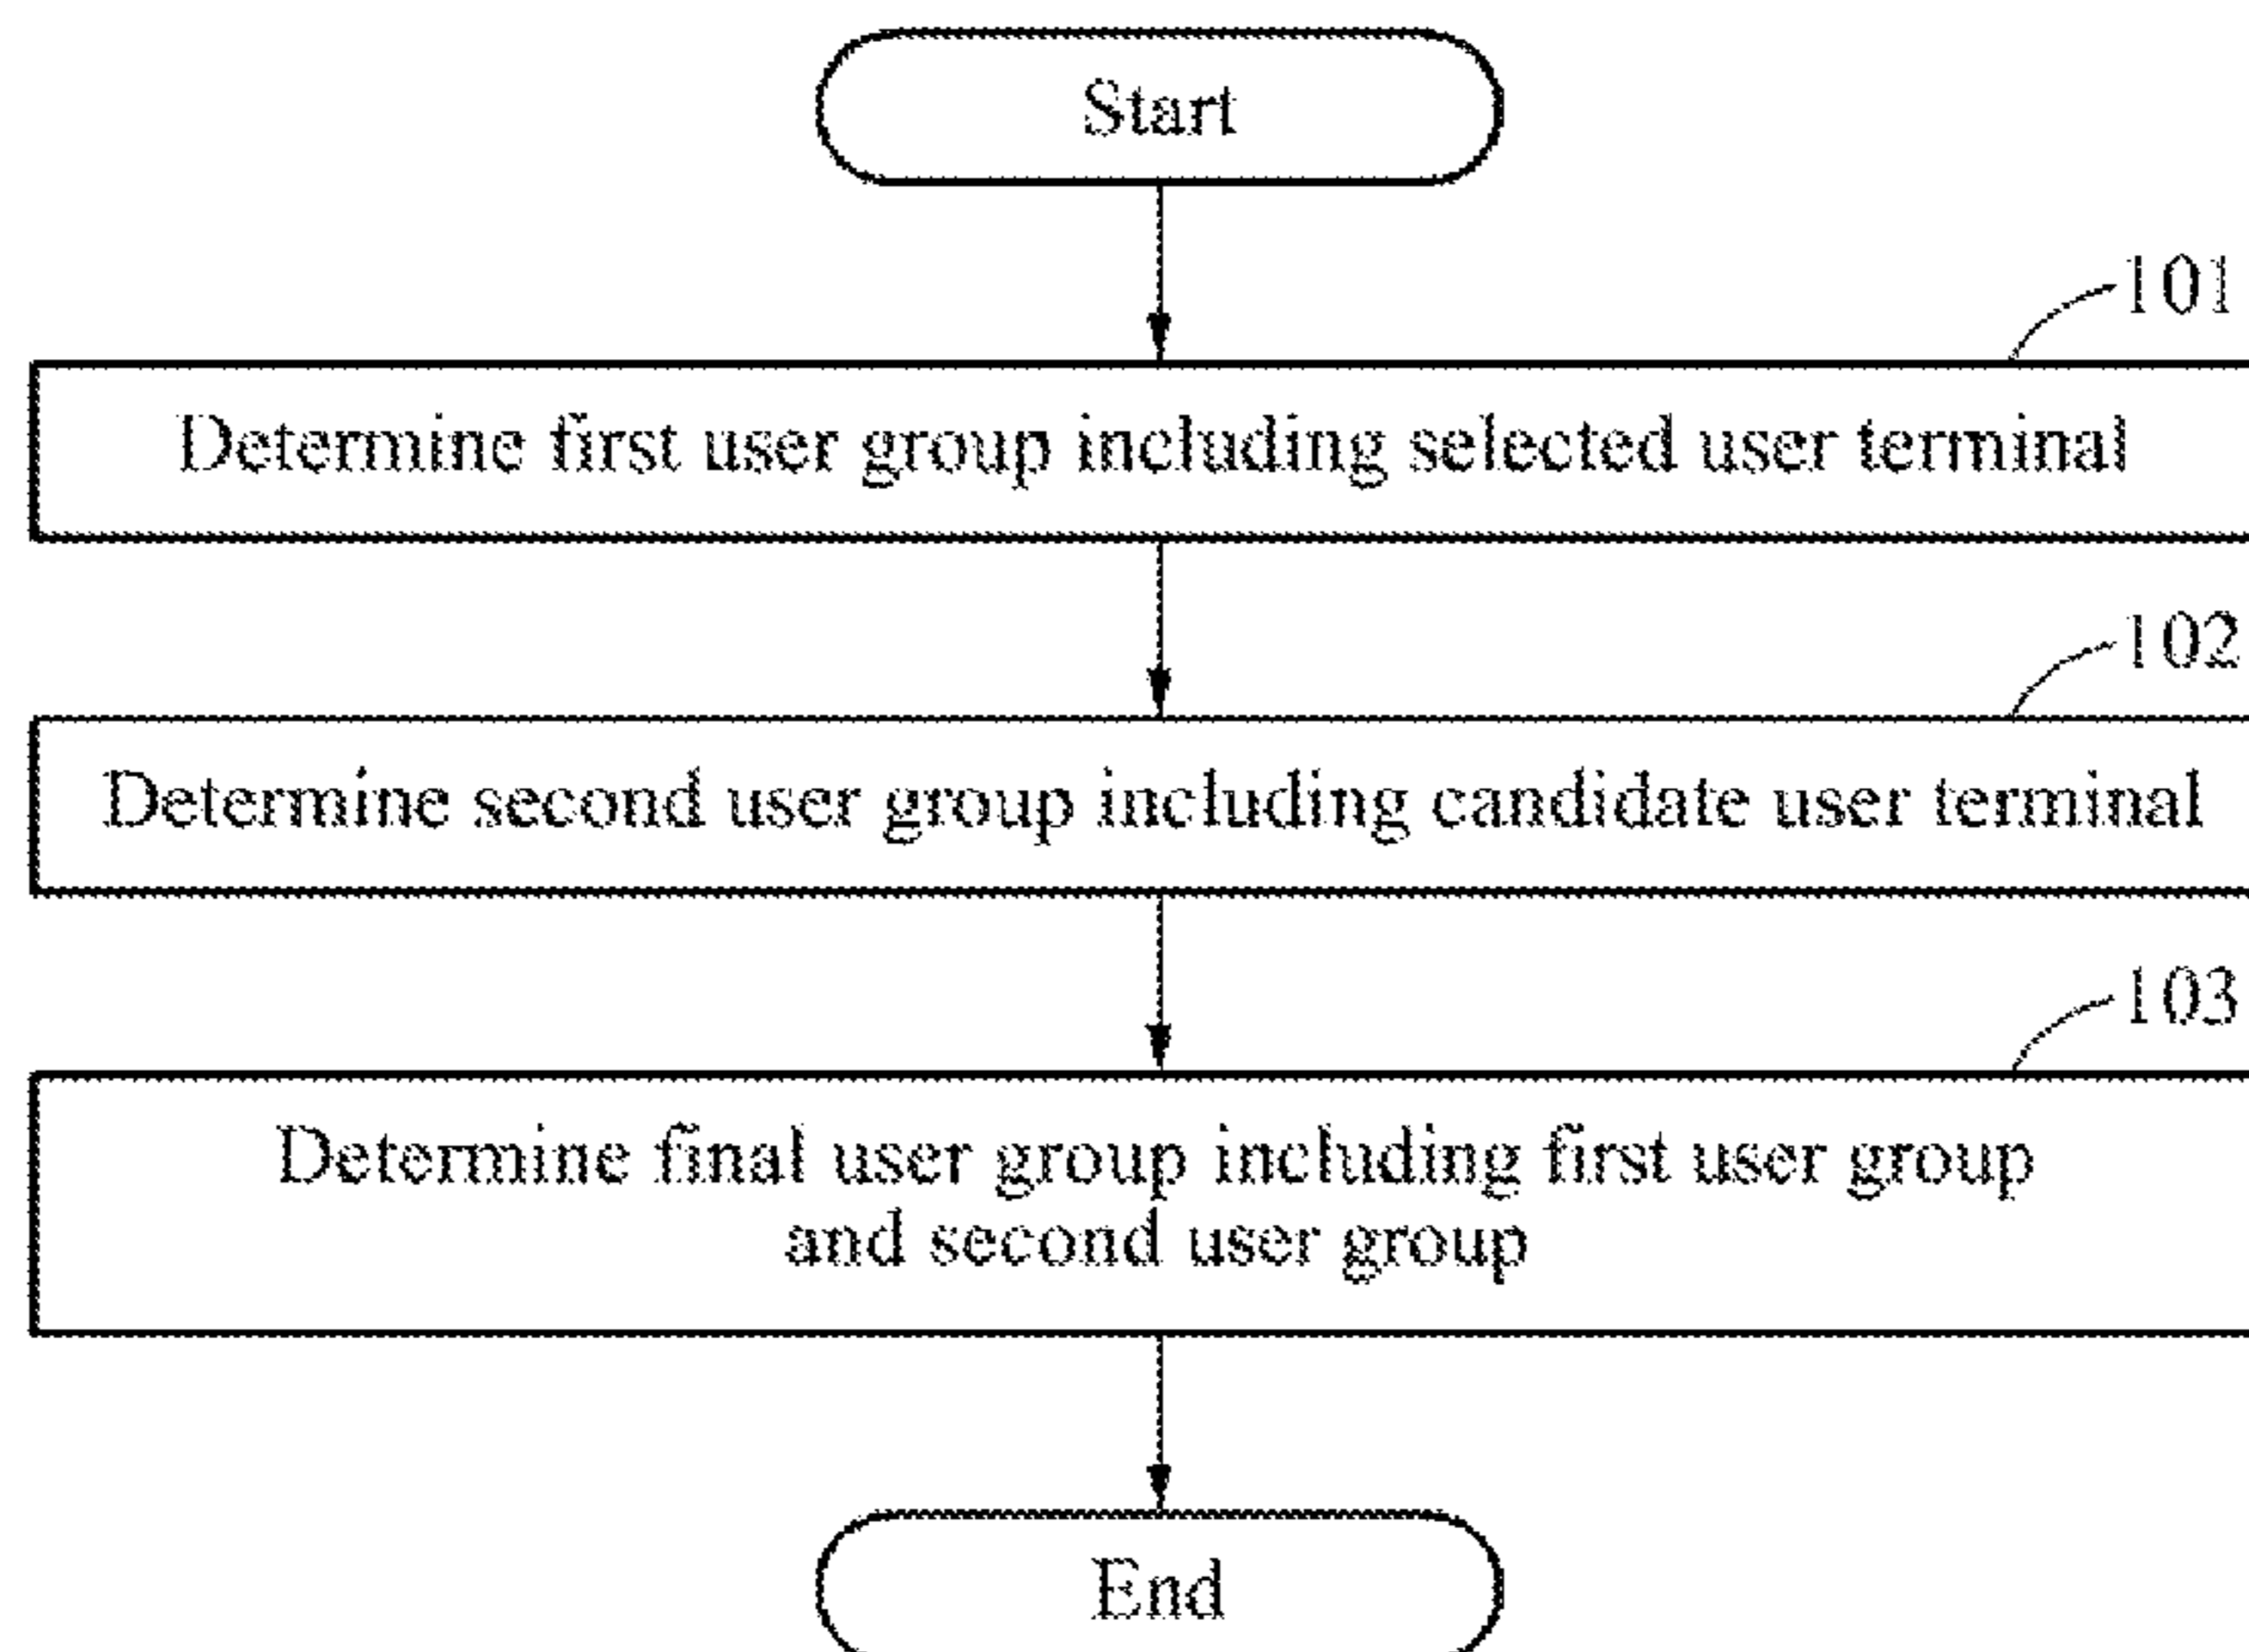 Start
101
Determine first user group including selected user terminal
102
Determine second user group including candidate user terminal
103
Determine final user group including first user group
and second user group
End